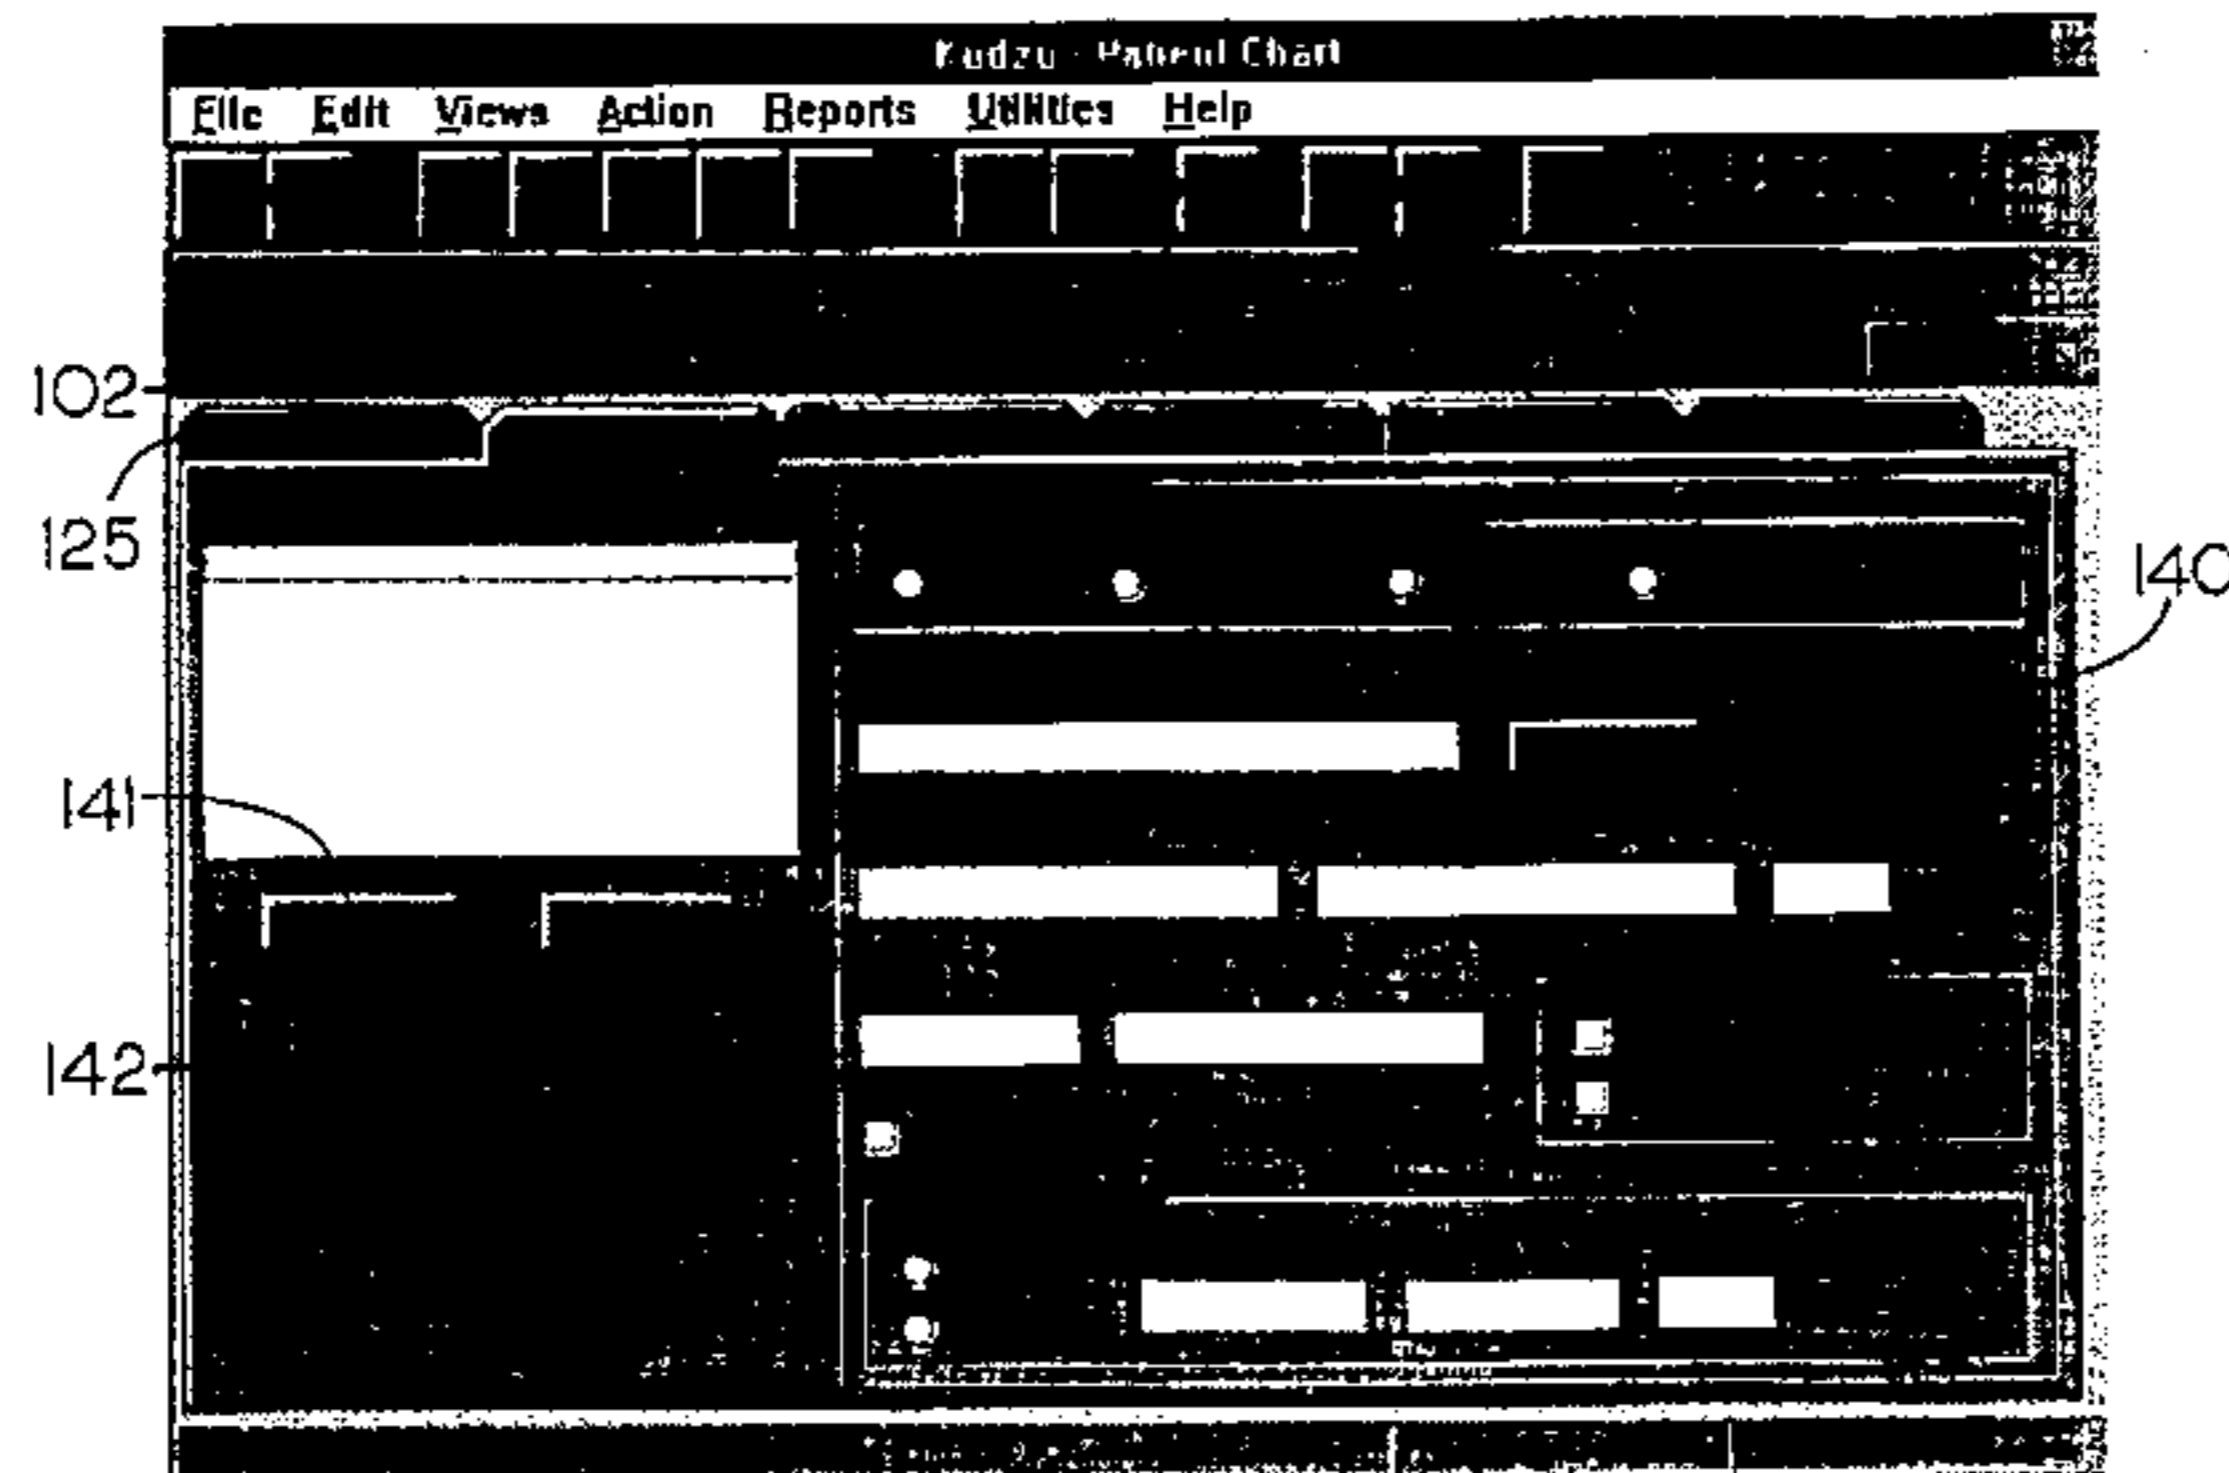 Kudzu - Patient Chart
File Edit Views Action Reports Utilities Help
102
125
140
141
142